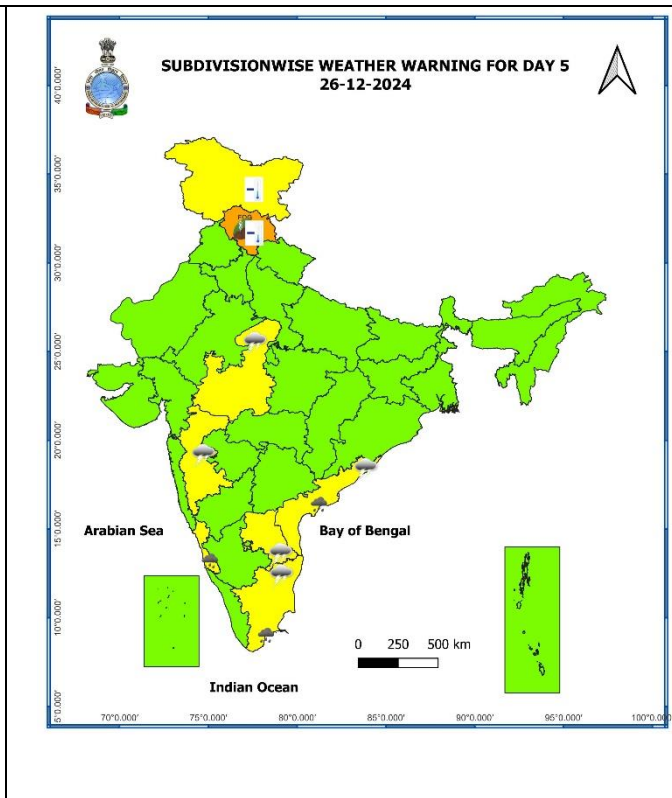 SUBDIVISIONWISE WEATHER WARNING FOR DAY 5
26-12-2024
40°0.000'
35°0.000'
FOG
30°0.000'
25°0.000'
20°0.000'
15°0.000'
Arabian Sea
Bay of Bengal
10°0.000'
0 250 500 km
Indian Ocean
5°0.000'
70°0.000' 75°0.000' 80°0.000' 85°0.000' 90°0.000' 95°0.000' 100°0.000'